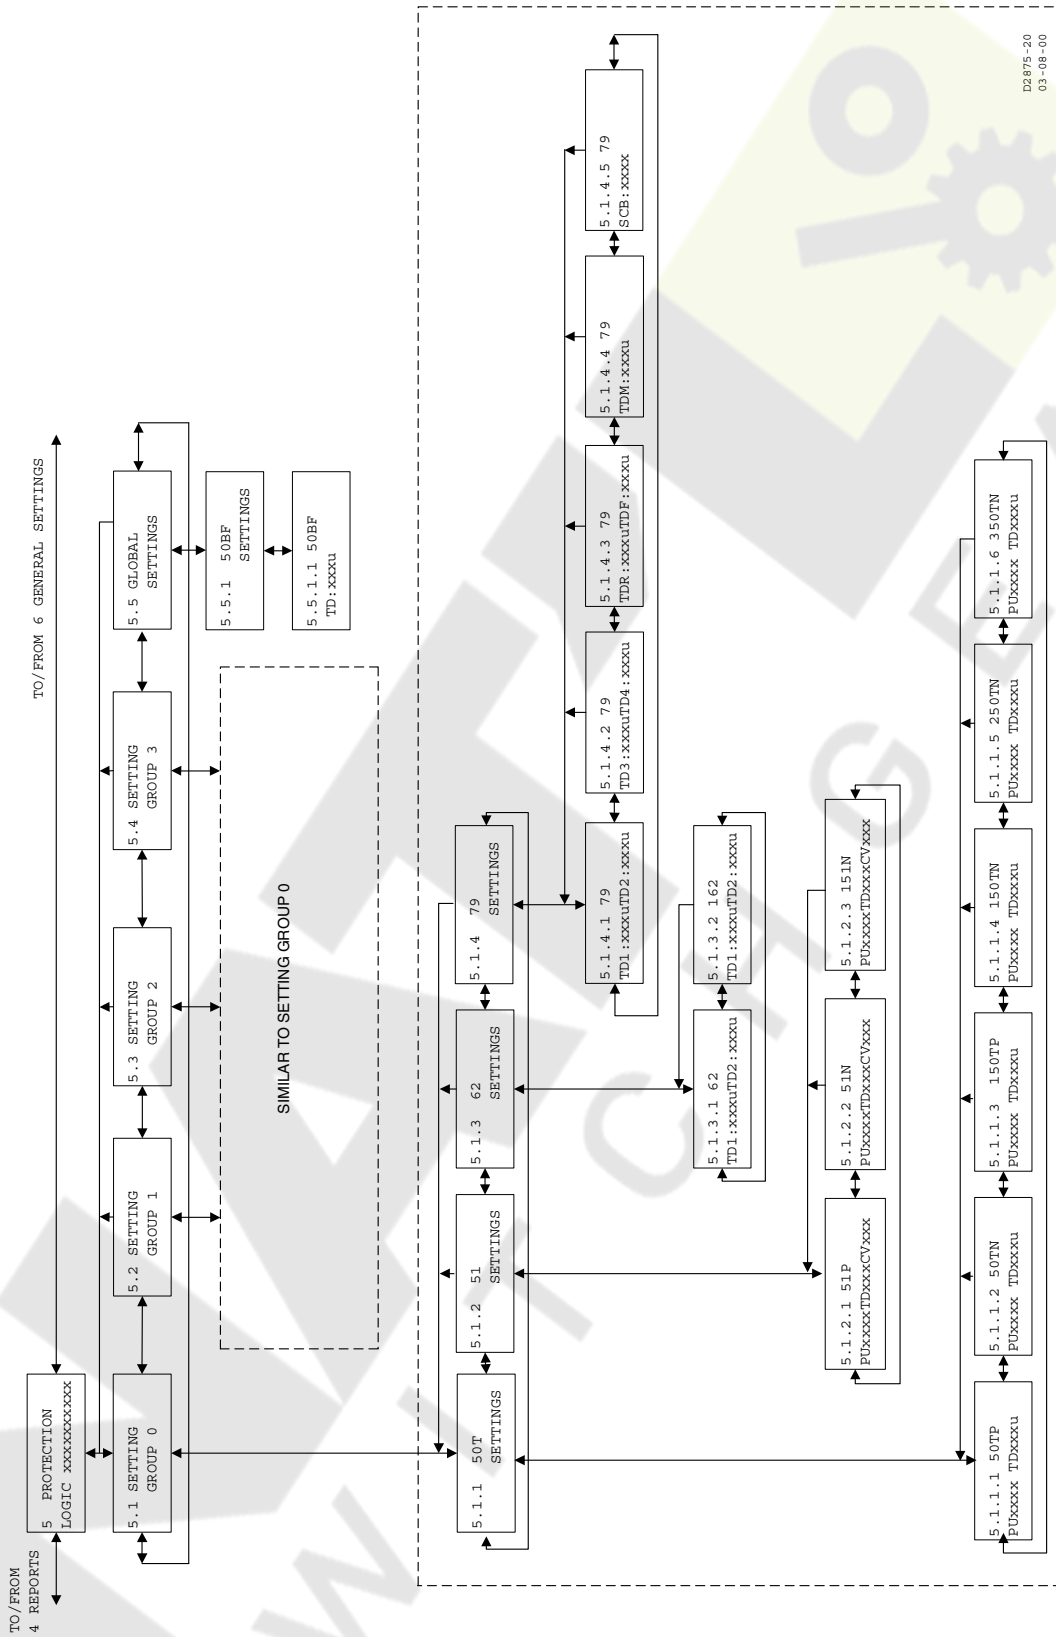 TO/FROM
4 REPORTS
TO/FROM 6 GENERAL SETTINGS
5 PROTECTION
LOGIC xxxxxxxxxx
5.1 SETTING
GROUP 0
5.2 SETTING
GROUP 1
5.3 SETTING
GROUP 2
5.4 SETTING
GROUP 3
5.5 GLOBAL
SETTINGS
5.5.1 50BF
SETTINGS
5.5.1.1 50BF
TD:xxxu
SIMILAR TO SETTING GROUP 0
5.1.1 50T
SETTINGS
5.1.2 51
SETTINGS
5.1.3 62
SETTINGS
5.1.4 79
SETTINGS
5.1.4.1 79
TD1:xxxuTD2:xxxu
5.1.4.2 79
TD3:xxxuTD4:xxxu
5.1.4.3 79
TDR:xxxuTDF:xxxu
5.1.4.4 79
TDM:xxxu
5.1.4.5 79
SCB:xxxx
5.1.3.1 62
TD1:xxxuTD2:xxxu
5.1.3.2 162
TD1:xxxuTD2:xxxu
5.1.2.1 51P
PUxxxxTDxxxCVxxx
5.1.2.2 51N
PUxxxxTDxxxCVxxx
5.1.2.3 151N
PUxxxxTDxxxCVxxx
5.1.1.1 50TP
PUxxxx TDxxxu
5.1.1.2 50TN
PUxxxx TDxxxu
5.1.1.3 150TP
PUxxxx TDxxxu
5.1.1.4 150TN
PUxxxx TDxxxu
5.1.1.5 250TN
PUxxxx TDxxxu
5.1.1.6 350TN
PUxxxx TDxxxu
D2875-20
03-08-00